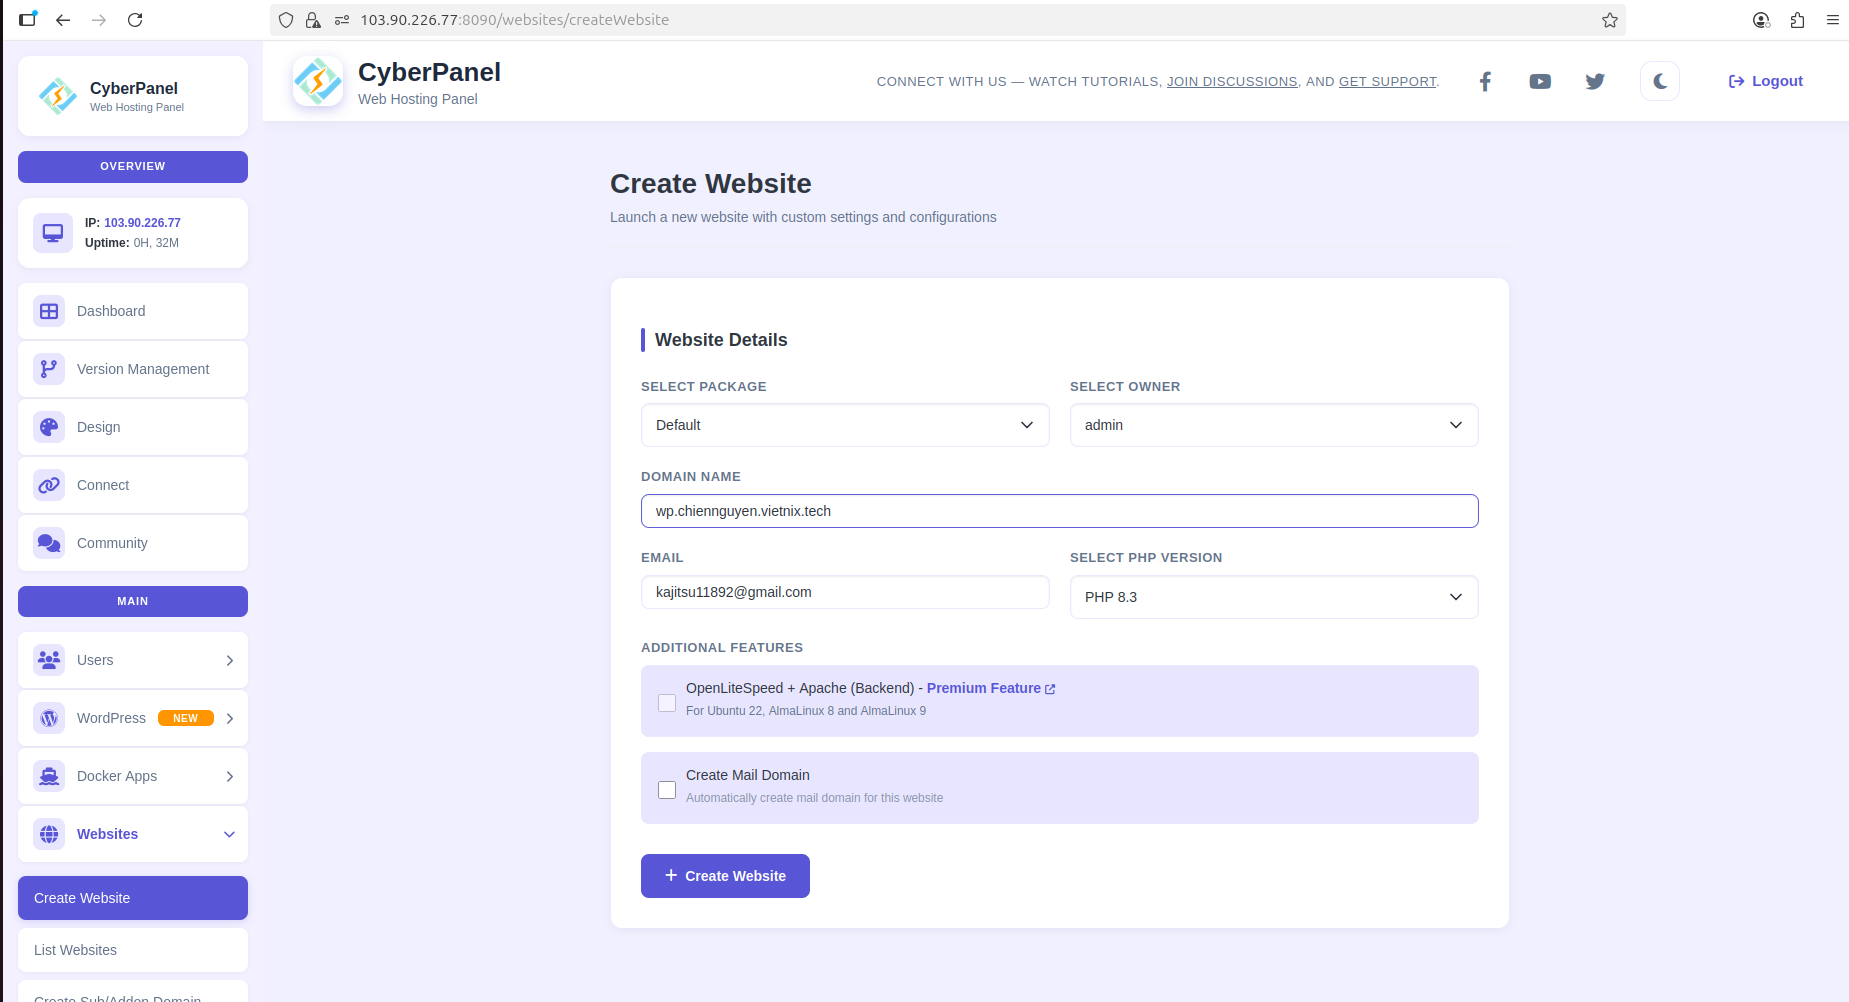 103.90.226.77:8090/websites/createWebsite
CyberPanel
Web Hosting Panel
OVERVIEW
IP: 103.90.226.77
Uptime: 0H, 32M
Dashboard
Version Management
Design
Connect
Community
MAIN
Users
WordPress NEW
Docker Apps
Websites
Create Website
List Websites
Create Sub/Addon Domain
CyberPanel
Web Hosting Panel
CONNECT WITH US — WATCH TUTORIALS, JOIN DISCUSSIONS, AND GET SUPPORT.
Logout
Create Website
Launch a new website with custom settings and configurations
Website Details
SELECT PACKAGE
Default
SELECT OWNER
admin
DOMAIN NAME
wp.chiennguyen.vietnix.tech
EMAIL
kajitsu11892@gmail.com
SELECT PHP VERSION
PHP 8.3
ADDITIONAL FEATURES
OpenLiteSpeed + Apache (Backend) - Premium Feature
For Ubuntu 22, AlmaLinux 8 and AlmaLinux 9
Create Mail Domain
Automatically create mail domain for this website
+ Create Website